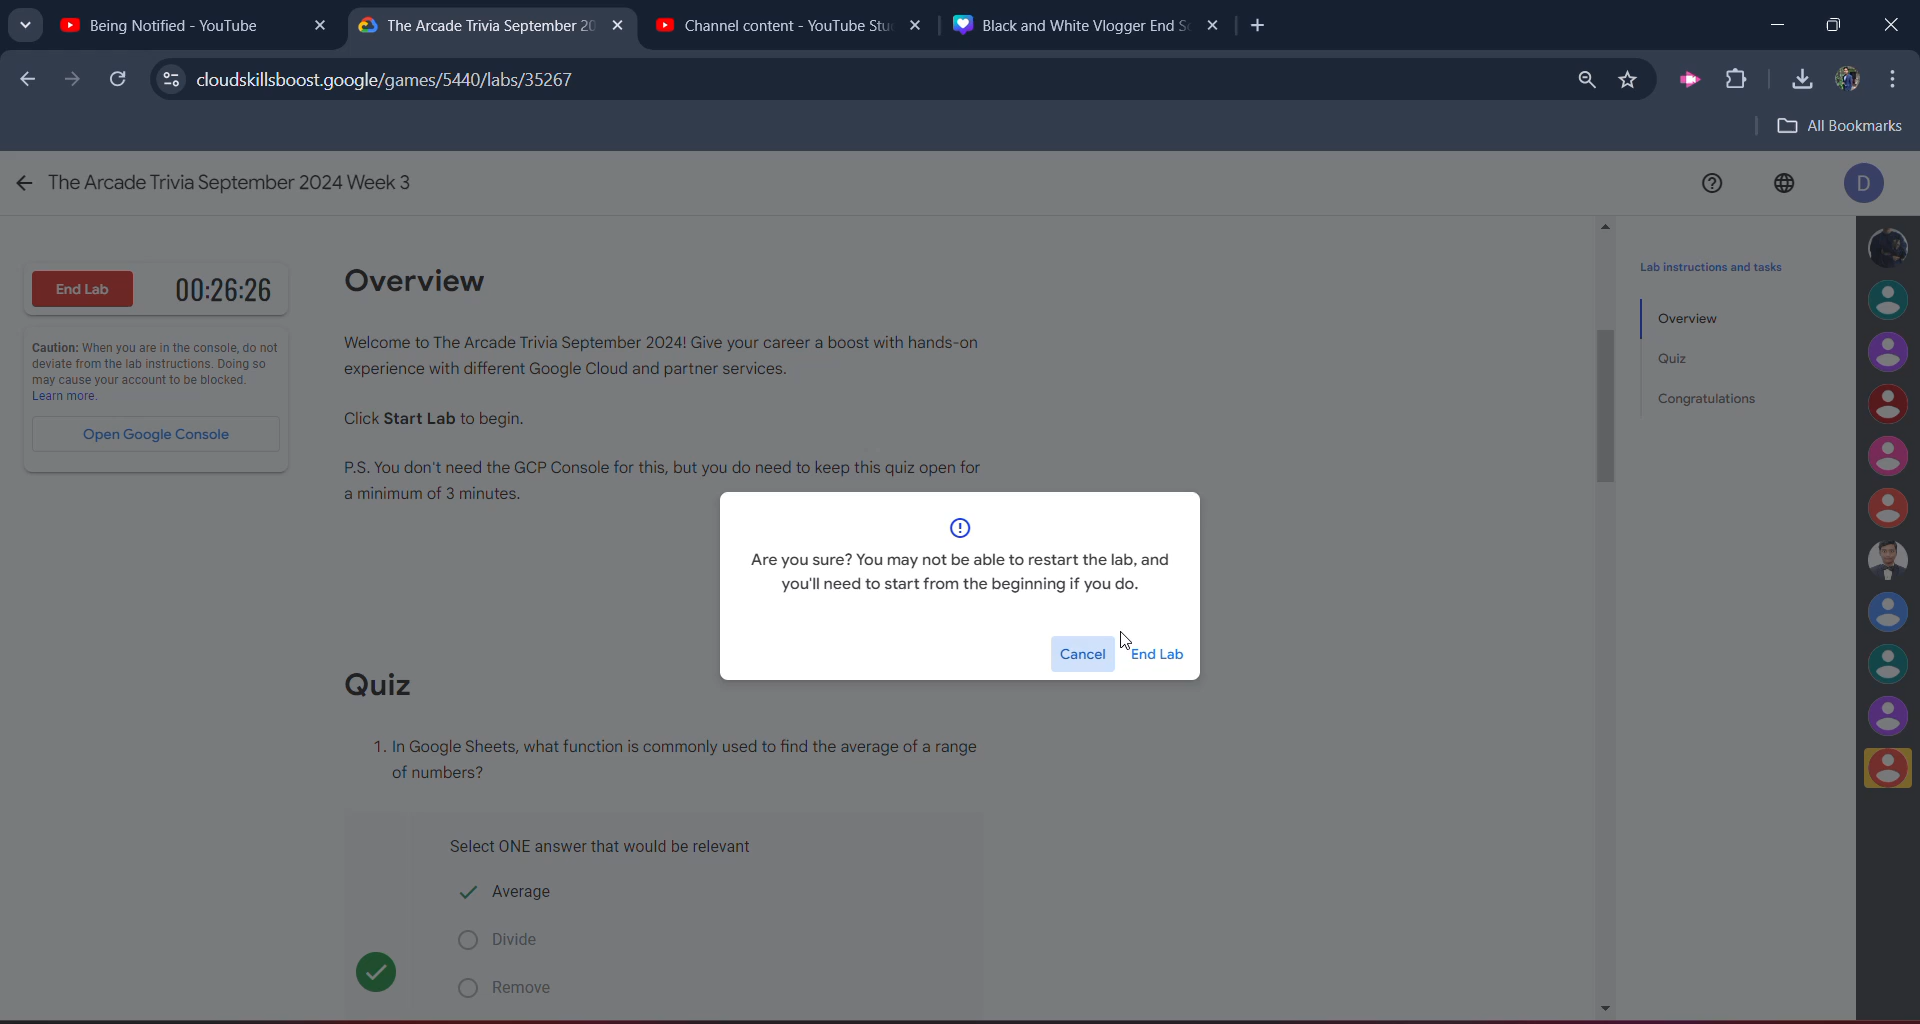 Being Notified - YouTube
The Arcade Trivia September 20
Channel content - YouTube Stu
Black and White Vlogger End Sc
cloudskillsboost.google/games/5440/labs/35267
All Bookmarks
The Arcade Trivia September 2024 Week 3
D
End Lab
00:26:26
Caution: When you are in the console, do not
deviate from the lab instructions. Doing so
may cause your account to be blocked.
Learn more.
Open Google Console
Overview
Welcome to The Arcade Trivia September 2024! Give your career a boost with hands-on
experience with different Google Cloud and partner services.
Click Start Lab to begin.
P.S. You don't need the GCP Console for this, but you do need to keep this quiz open for
a minimum of 3 minutes.
Are you sure? You may not be able to restart the lab, and
you'll need to start from the beginning if you do.
Cancel
End Lab
Quiz
1. In Google Sheets, what function is commonly used to find the average of a range
of numbers?
Select ONE answer that would be relevant
Average
Divide
Remove
Lab instructions and tasks
Overview
Quiz
Congratulations